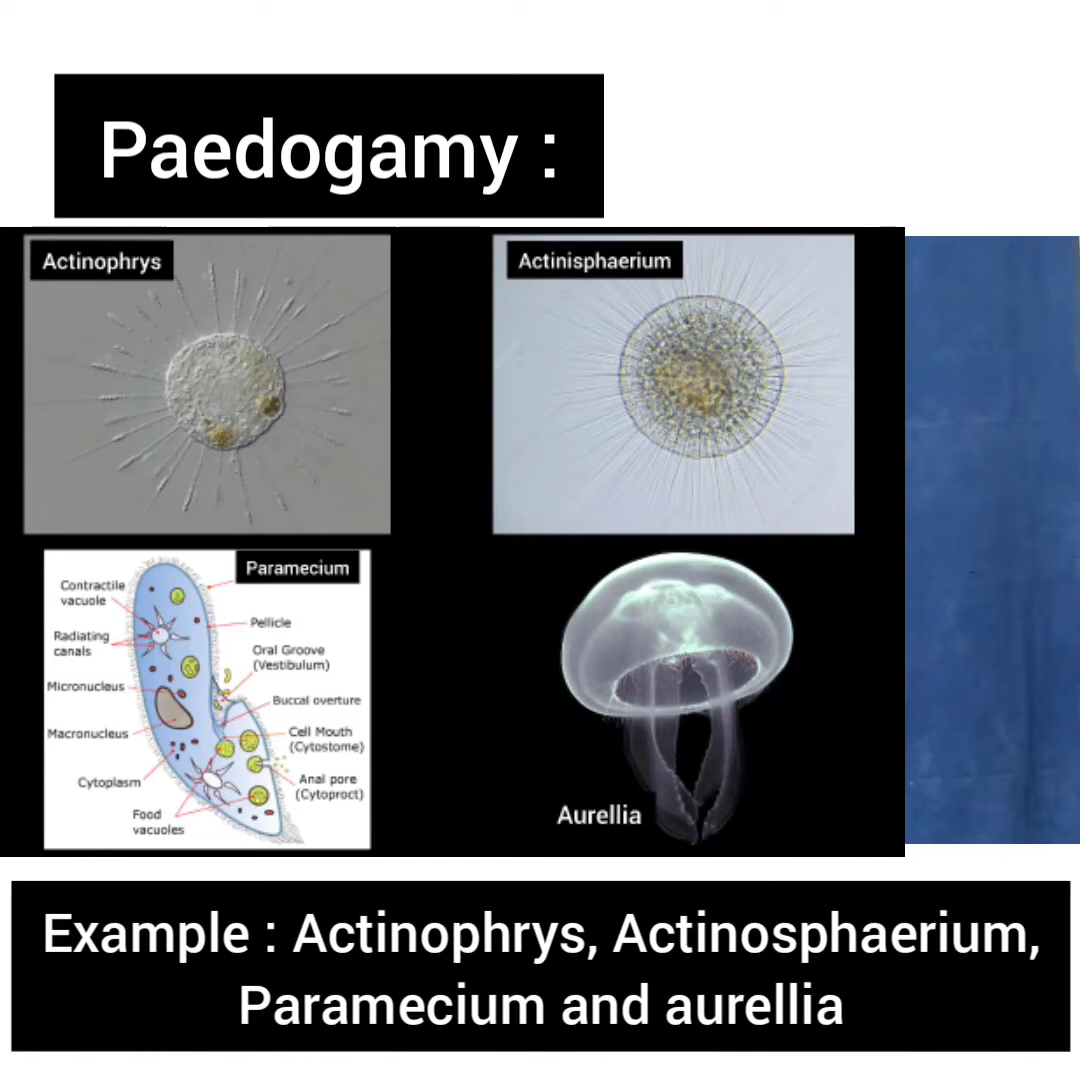 Paedogamy :
Actinophrys
Actinisphaerium
Paramecium
Contractile
vacuole
Radiating
canals
Micronucleus
Macronucleus
Cytoplasm
Food
vacuoles
Pellicle
Oral Groove
(Vestibulum)
Buccal overture
Cell Mouth
(Cytostome)
Anal pore
(Cytoproct)
Aurellia
Example : Actinophrys, Actinosphaerium,
Paramecium and aurellia